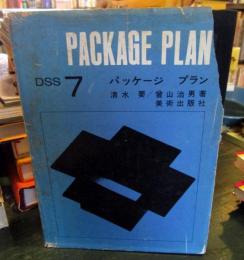 PACKAGE PLAN
DSS 7 パッケージ プラン
清水 要/曾山治男著
美術出版社